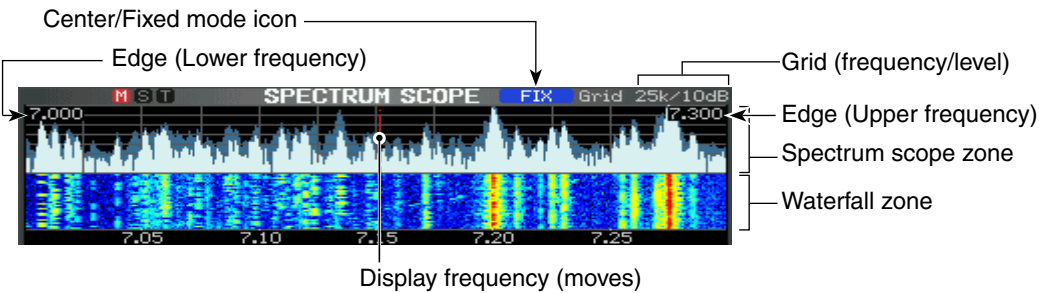 Center/Fixed mode icon
Edge (Lower frequency)
Grid (frequency/level)
M S T SPECTRUM SCOPE FIX Grid 25k/10dB
7.000 7.300
Edge (Upper frequency)
Spectrum scope zone
Waterfall zone
7.05 7.10 7.15 7.20 7.25
Display frequency (moves)